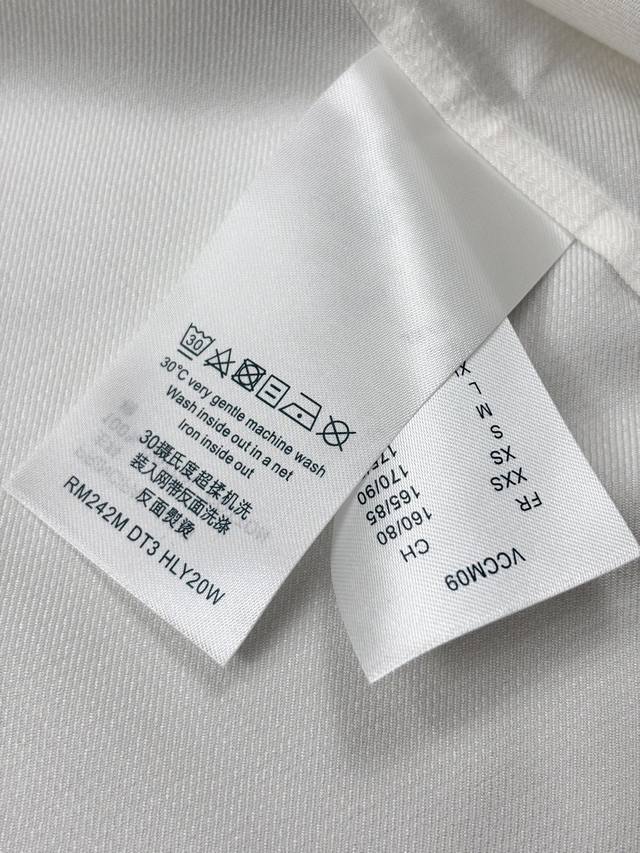 30
30°C very gentle machine wash
Wash inside out in a net
Iron inside out
30摄氏度超揉机洗
装入网带反面洗涤
反面熨烫
RM242M DT3 HLY20W
VCCM09
FR CH
XXS 160/80
XS 165/85
S 170/90
M
L